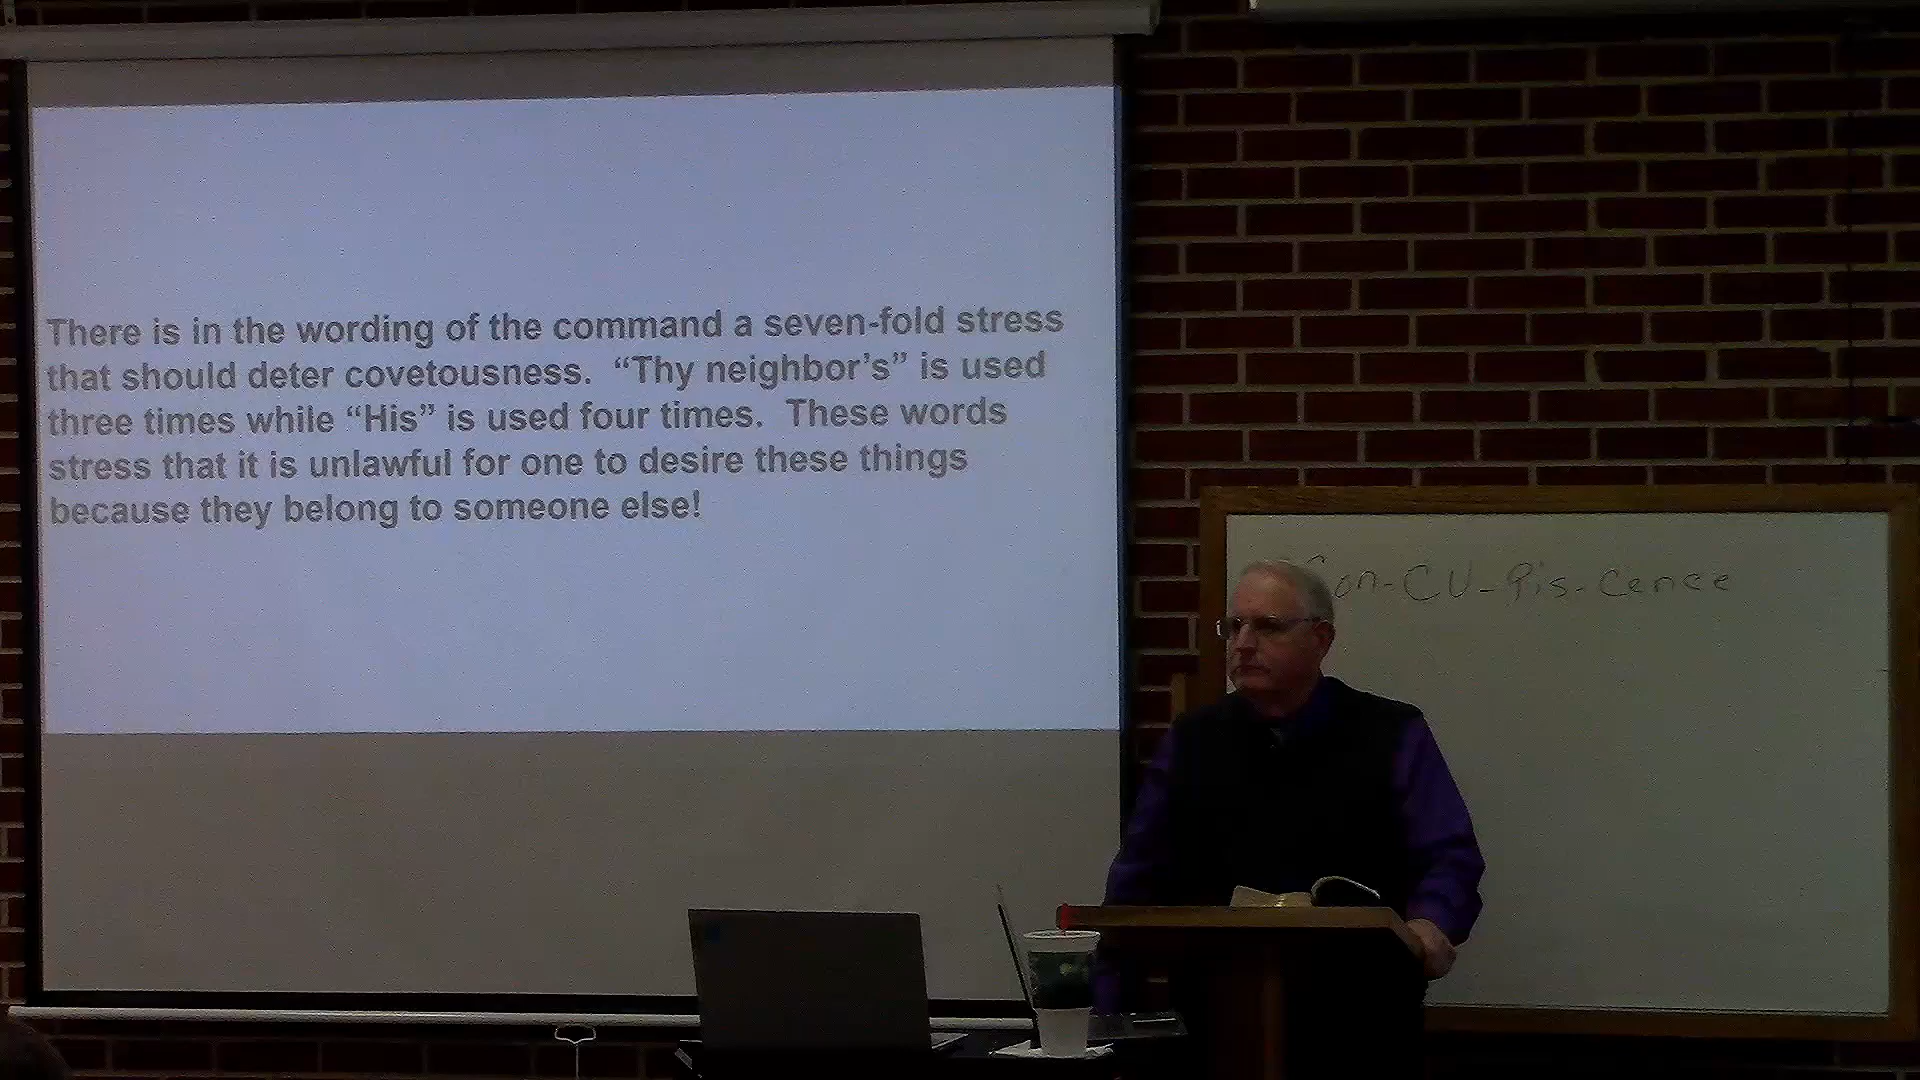 There is in the wording of the command a seven-fold stress
that should deter covetousness.  “Thy neighbor’s” is used
three times while “His” is used four times.  These words
stress that it is unlawful for one to desire these things
because they belong to someone else!
Con-CU-Pis-Cence